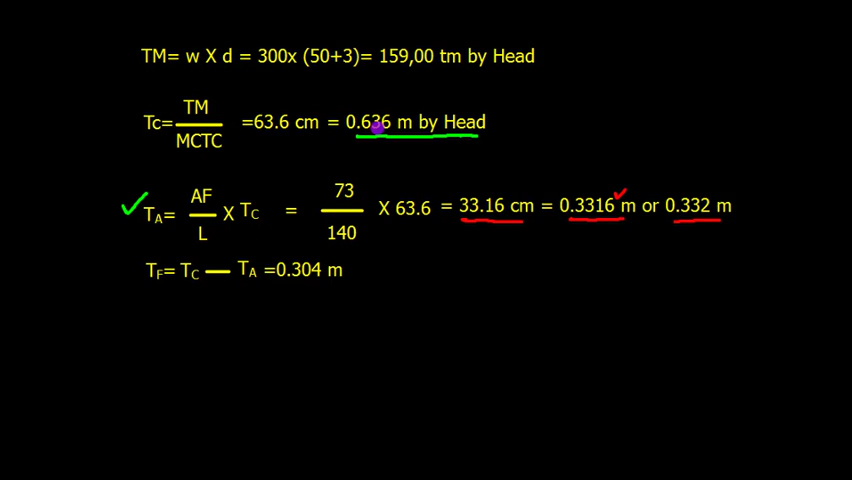 TM= w X d = 300x (50+3)= 159,00 tm by Head
Tc= TM / MCTC =63.6 cm = 0.636 m by Head
TA= AF / L X TC = 73 / 140 X 63.6 = 33.16 cm = 0.3316 m or 0.332 m
TF= TC — TA =0.304 m